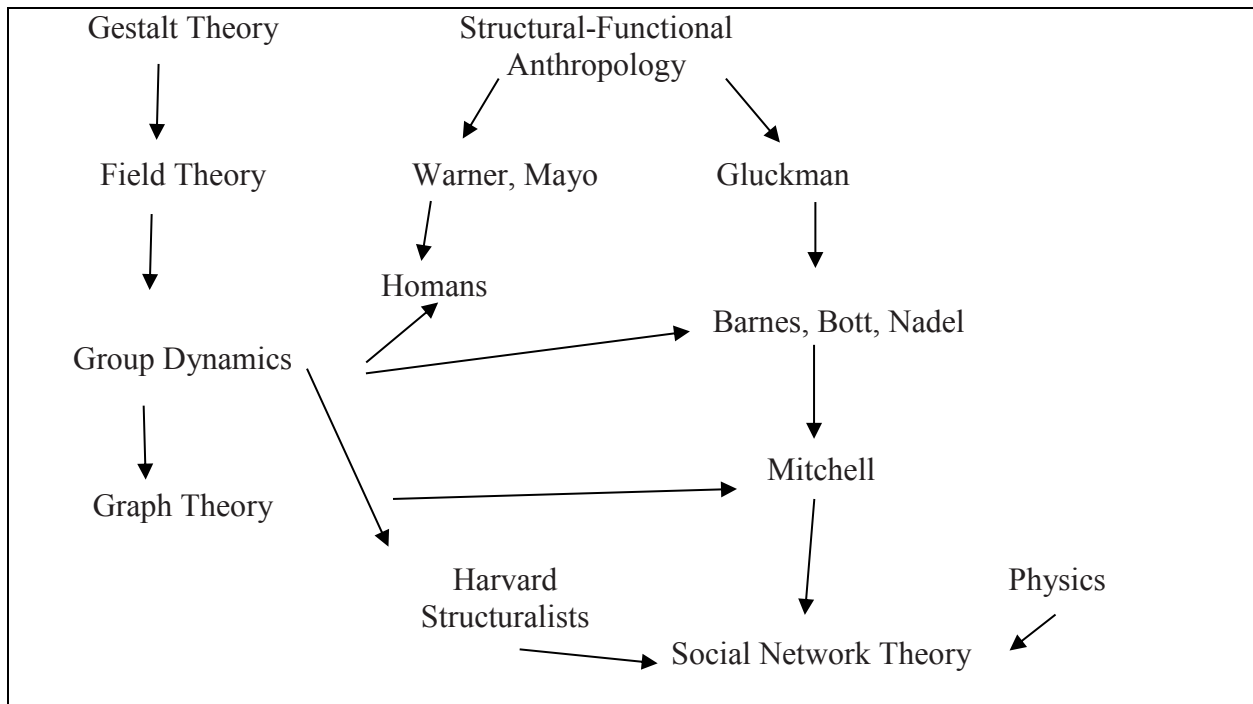 Gestalt Theory
Structural-Functional
Anthropology
Field Theory
Warner, Mayo
Gluckman
Homans
Barnes, Bott, Nadel
Group Dynamics
Mitchell
Graph Theory
Harvard
Structuralists
Physics
Social Network Theory